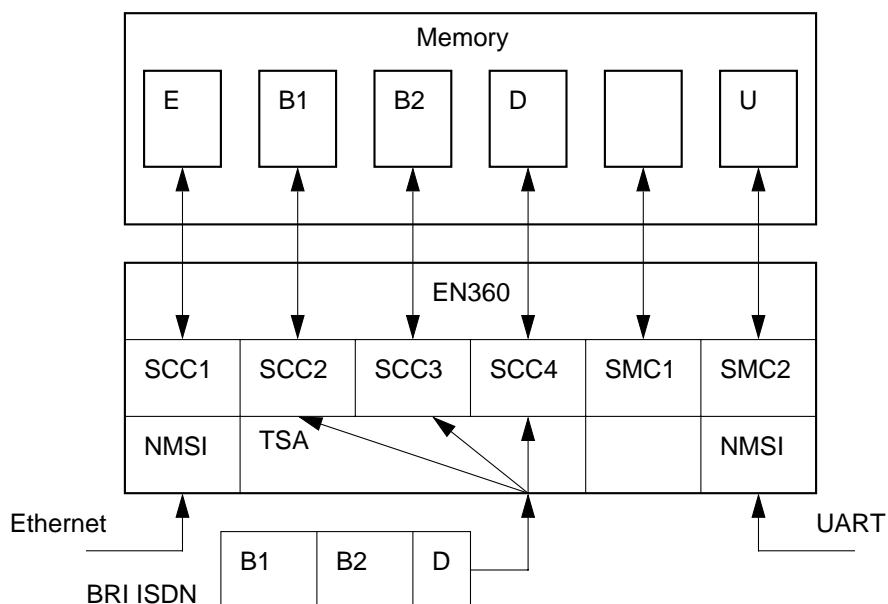 Memory
E B1 B2 D U
EN360
SCC1 SCC2 SCC3 SCC4 SMC1 SMC2
NMSI TSA NMSI
Ethernet UART
B1 B2 D
BRI ISDN